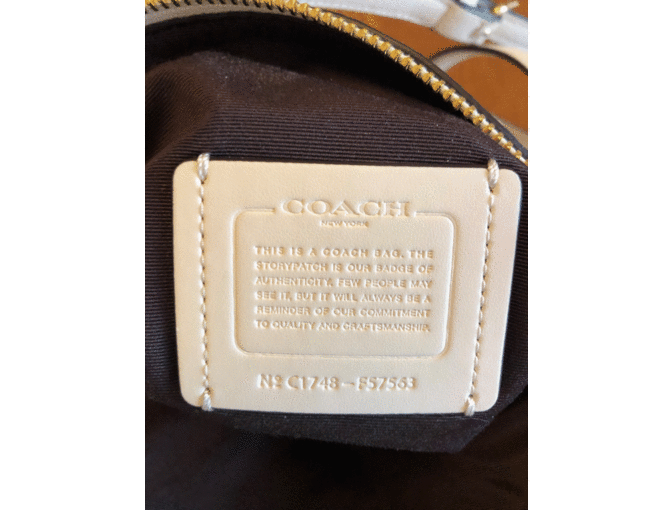 COACH
NEW YORK
THIS IS A COACH BAG. THE
STORYPATCH IS OUR BADGE OF
AUTHENTICITY. FEW PEOPLE MAY
SEE IT, BUT IT WILL ALWAYS BE A
REMINDER OF OUR COMMITMENT
TO QUALITY AND CRAFTSMANSHIP.
Nº C1748-F57563